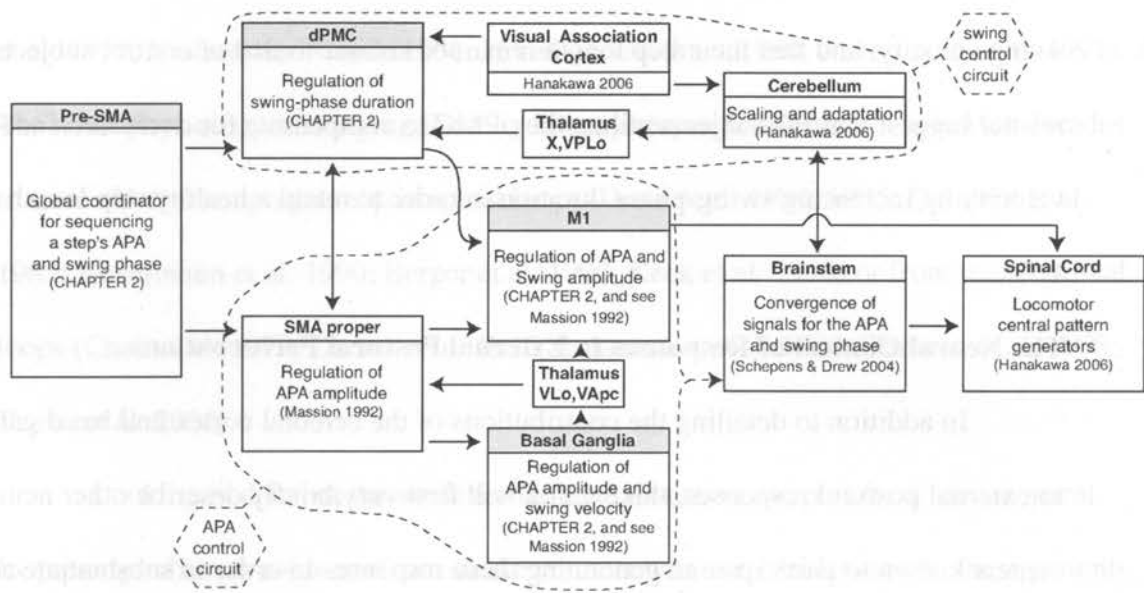 dPMC
Regulation of
swing-phase duration
(CHAPTER 2)
Visual Association
Cortex
Hanakawa 2006
swing
control
circuit
Cerebellum
Scaling and adaptation
(Hanakawa 2006)
Thalamus
X,VPLo
Pre-SMA
Global coordinator
for sequencing
a step's APA
and swing phase
(CHAPTER 2)
M1
Regulation of APA and
Swing amplitude
(CHAPTER 2, and see
Massion 1992)
Brainstem
Convergence of
signals for the APA
and swing phase
(Schepens & Drew 2004)
Spinal Cord
Locomotor
central pattern
generators
(Hanakawa 2006)
SMA proper
Regulation of
APA amplitude
(Massion 1992)
Thalamus
VLo,VApc
Basal Ganglia
Regulation of
APA amplitude and
swing velocity
(CHAPTER 2, and see
Massion 1992)
APA
control
circuit